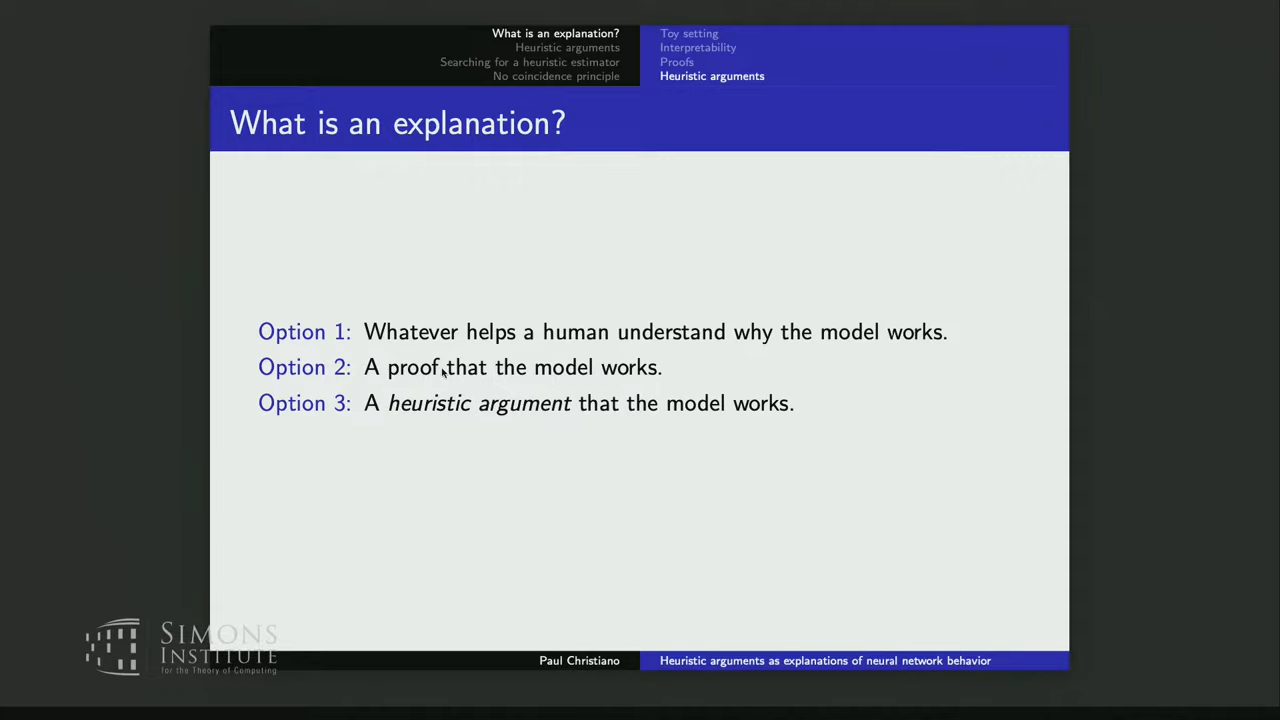 What is an explanation?
Heuristic arguments
Searching for a heuristic estimator
No coincidence principle
Toy setting
Interpretability
Proofs
Heuristic arguments
What is an explanation?
Option 1: Whatever helps a human understand why the model works.
Option 2: A proof that the model works.
Option 3: A heuristic argument that the model works.
SIMONS
INSTITUTE
for the Theory of Computing
Paul Christiano
Heuristic arguments as explanations of neural network behavior